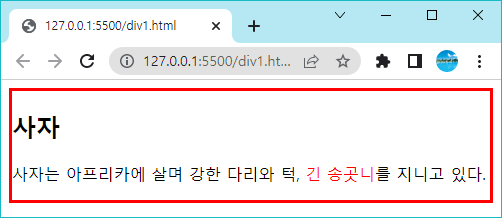 127.0.0.1:5500/div1.html
127.0.0.1:5500/div1.ht...
사자
사자는 아프리카에 살며 강한 다리와 턱, 긴 송곳니를 지니고 있다.